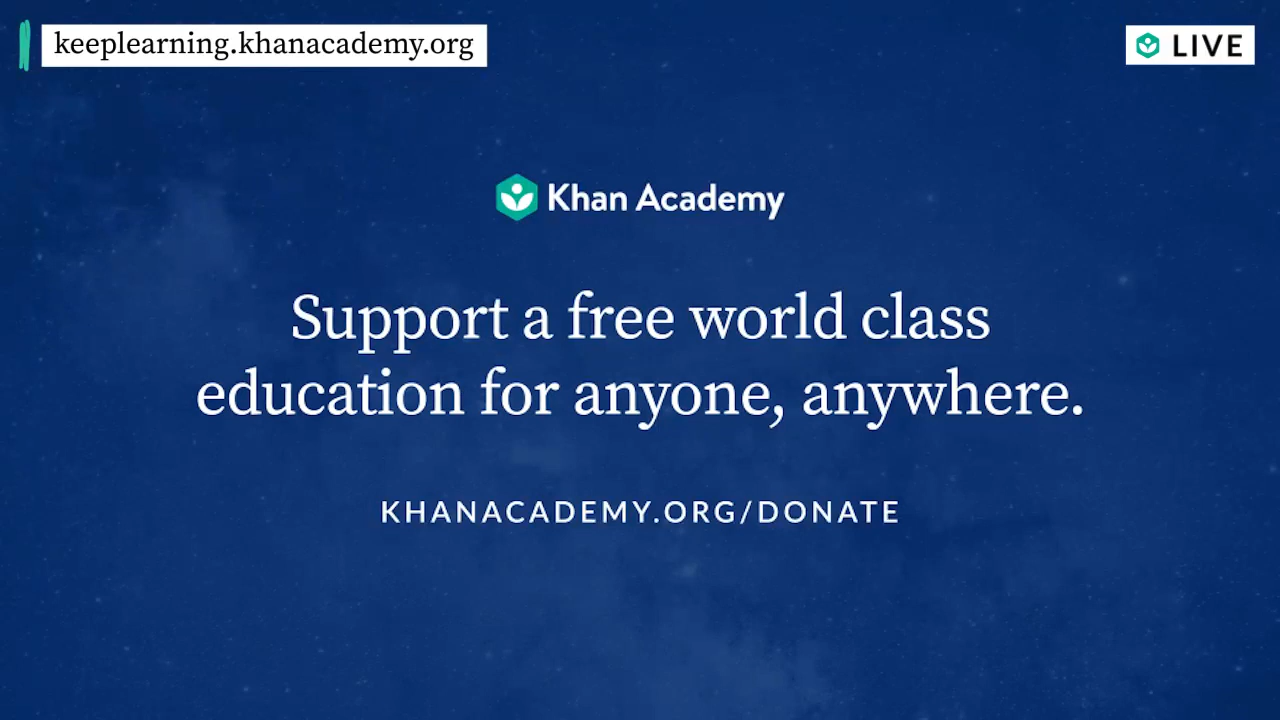 keeplearning.khanacademy.org
LIVE
Khan Academy
Support a free world class
education for anyone, anywhere.
KHANACADEMY.ORG/DONATE